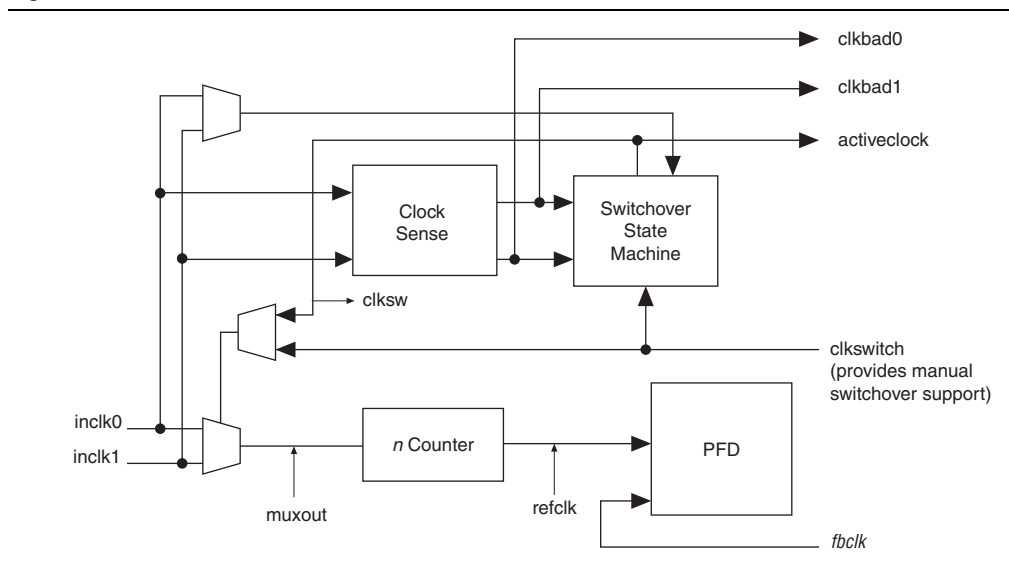 clkbad0
clkbad1
activeclock
Clock
Sense
Switchover
State
Machine
clksw
clkswitch
(provides manual
switchover support)
inclk0
inclk1
n Counter
PFD
muxout
refclk
fbclk